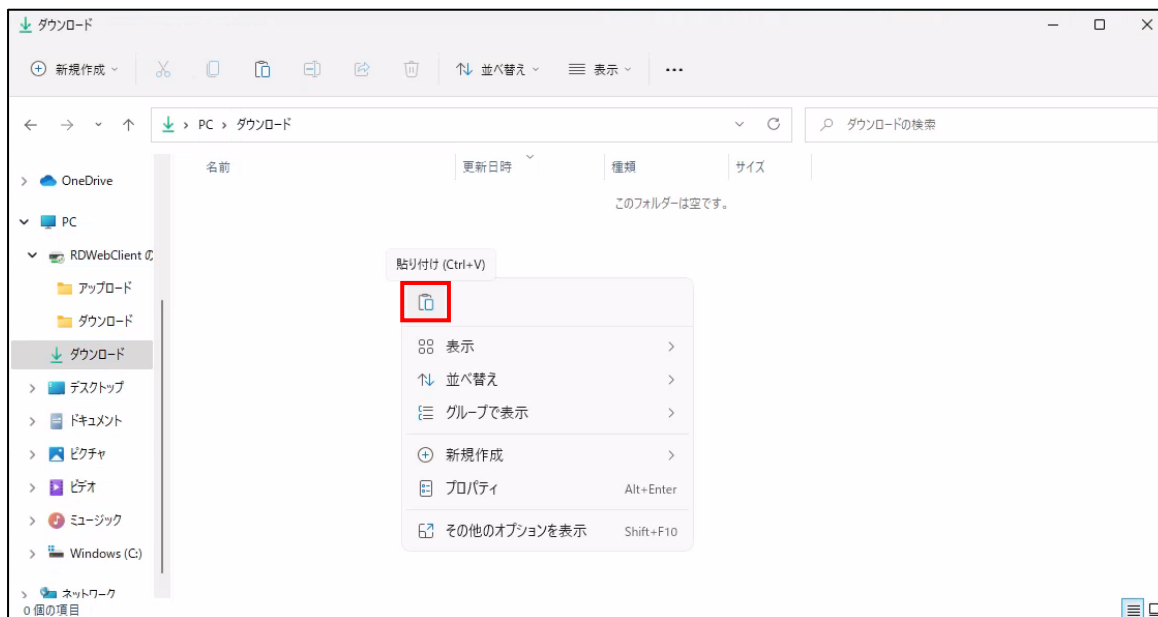 ダウンロード
新規作成
並べ替え
表示
PC › ダウンロード
ダウンロードの検索
名前 更新日時 種類 サイズ
このフォルダーは空です。
OneDrive
PC
RDWebClient の
アップロード
ダウンロード
ダウンロード
デスクトップ
ドキュメント
ピクチャ
ビデオ
ミュージック
Windows (C:)
ネットワーク
貼り付け (Ctrl+V)
表示
並べ替え
グループで表示
新規作成
プロパティ Alt+Enter
その他のオプションを表示 Shift+F10
0 個の項目